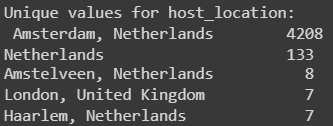 Unique values for host_location:
Amsterdam, Netherlands 4208
Netherlands 133
Amstelveen, Netherlands 8
London, United Kingdom 7
Haarlem, Netherlands 7